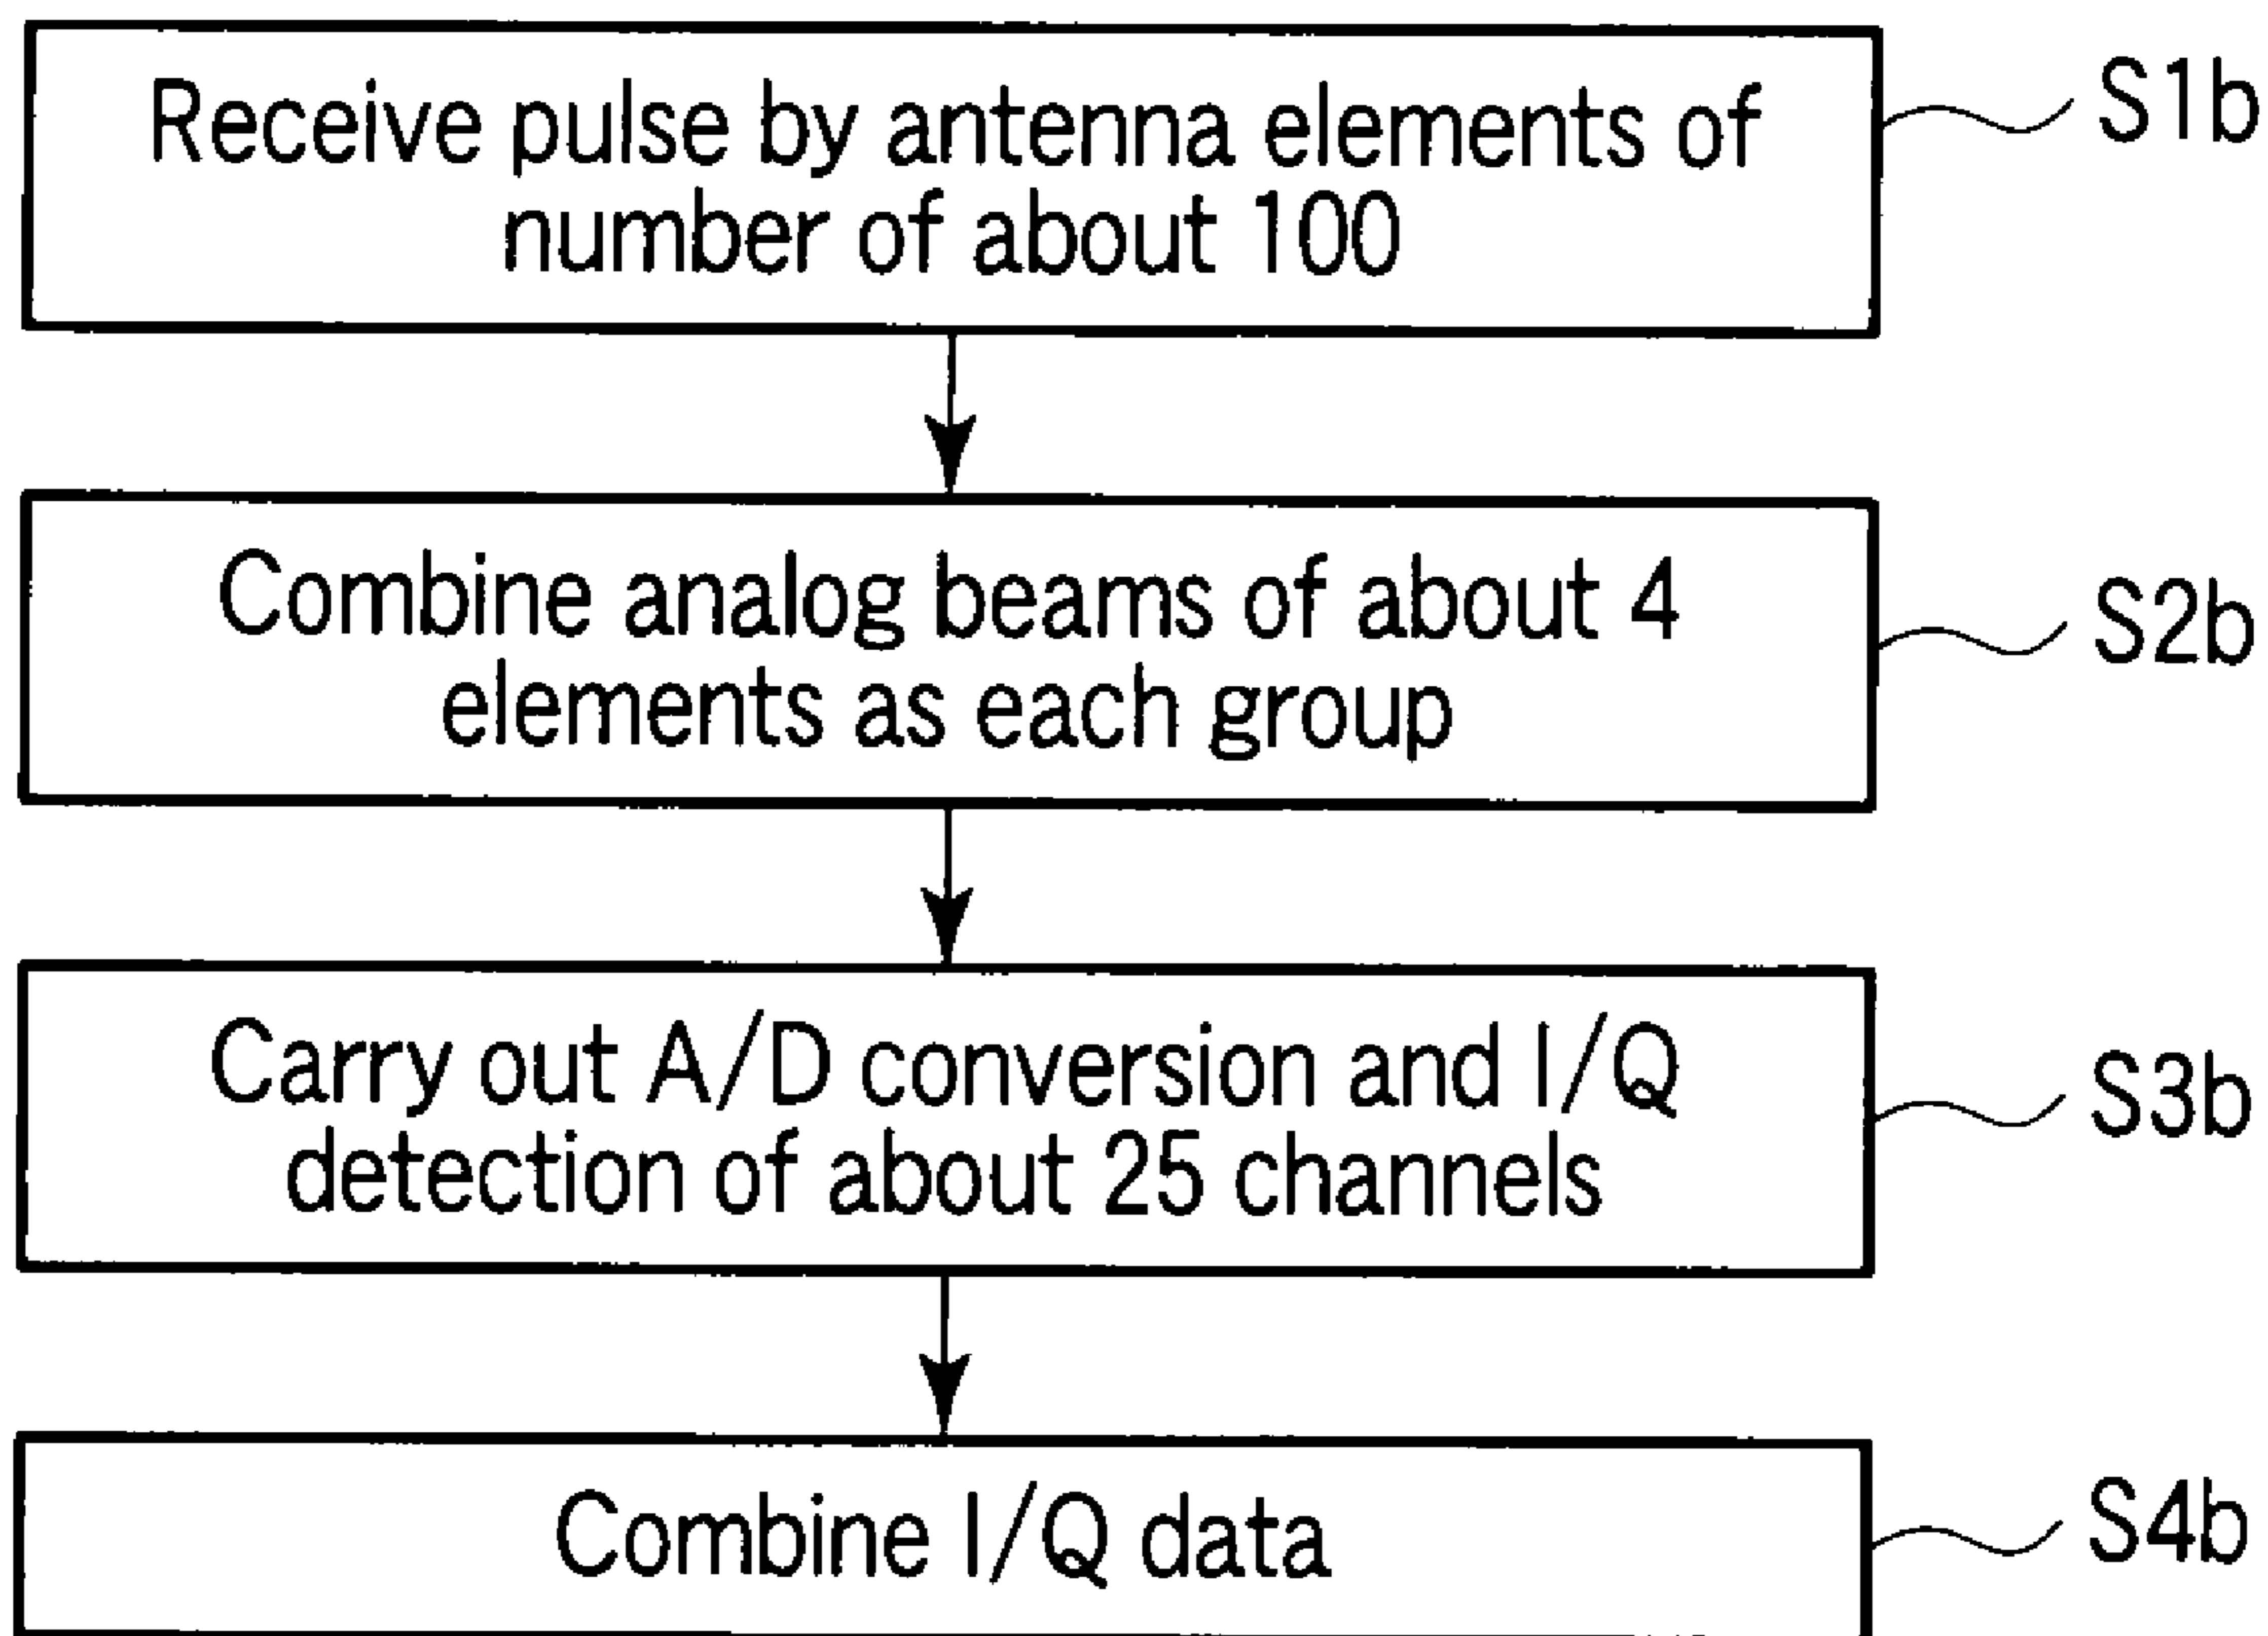 Receive pulse by antenna elements of
number of about 100
S1b
Combine analog beams of about 4
elements as each group
S2b
Carry out A/D conversion and I/Q
detection of about 25 channels
S3b
Combine I/Q data
S4b